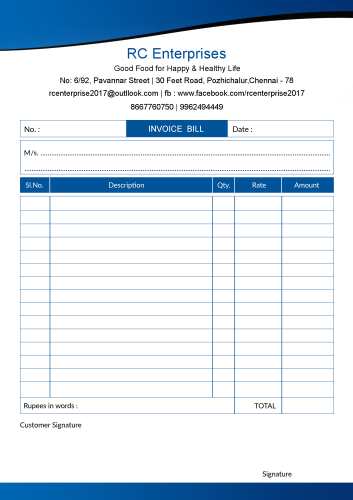 RC Enterprises
Good Food for Happy & Healthy Life
No: 6/92, Pavannar Street | 30 Feet Road, Pozhichalur,Chennai - 78
rcenterprise2017@outllook.com | fb : www.facebook.com/rcenterprise2017
8667760750 | 9962494449
No. : INVOICE BILL Date :
M/s.
Sl.No. Description Qty. Rate Amount
Rupees in words : TOTAL
Customer Signature
Signature